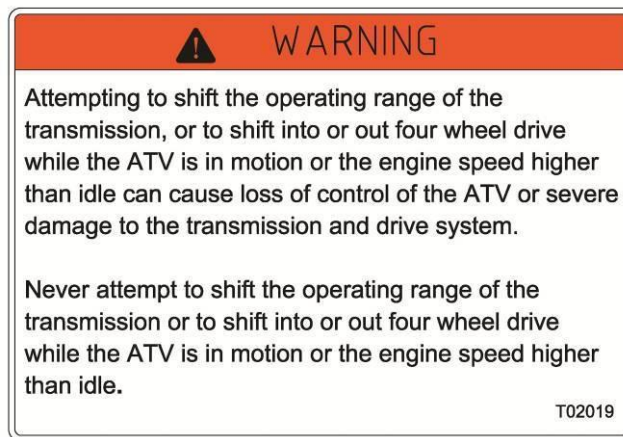 WARNING
Attempting to shift the operating range of the
transmission, or to shift into or out four wheel drive
while the ATV is in motion or the engine speed higher
than idle can cause loss of control of the ATV or severe
damage to the transmission and drive system.
Never attempt to shift the operating range of the
transmission or to shift into or out four wheel drive
while the ATV is in motion or the engine speed higher
than idle.
T02019